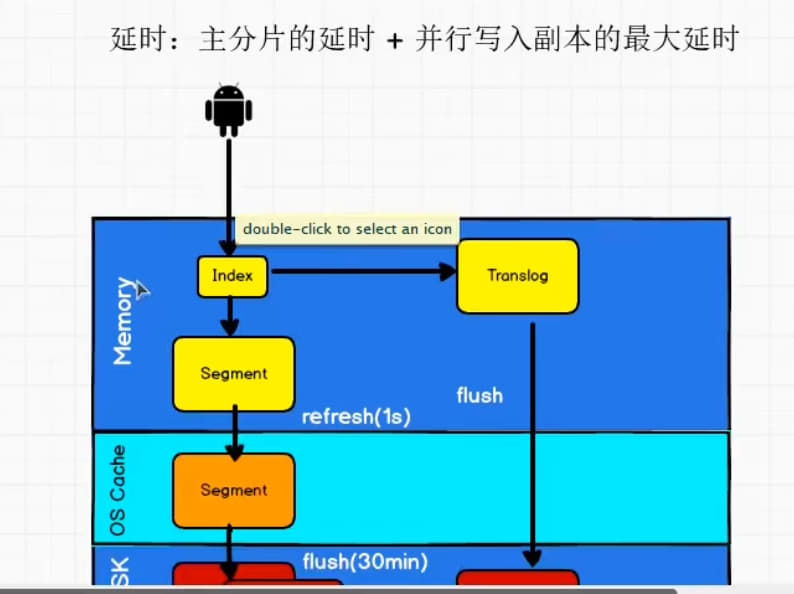 延时：主分片的延时 + 并行写入副本的最大延时
double-click to select an icon
Index
Translog
Memory
Segment
flush
refresh(1s)
OS Cache
Segment
flush(30min)
SK